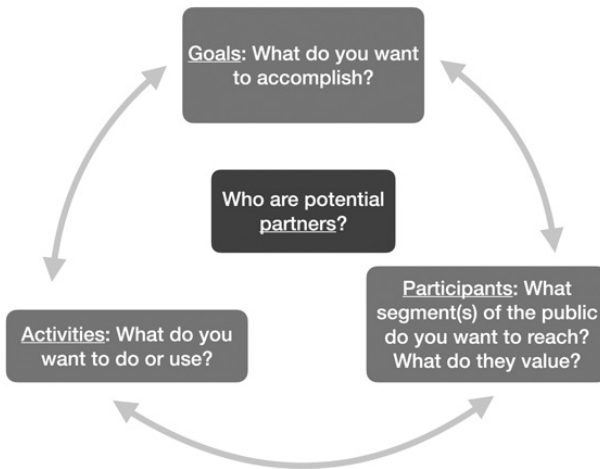 Goals: What do you want
to accomplish?
Who are potential
partners?
Participants: What
segment(s) of the public
do you want to reach?
What do they value?
Activities: What do you
want to do or use?